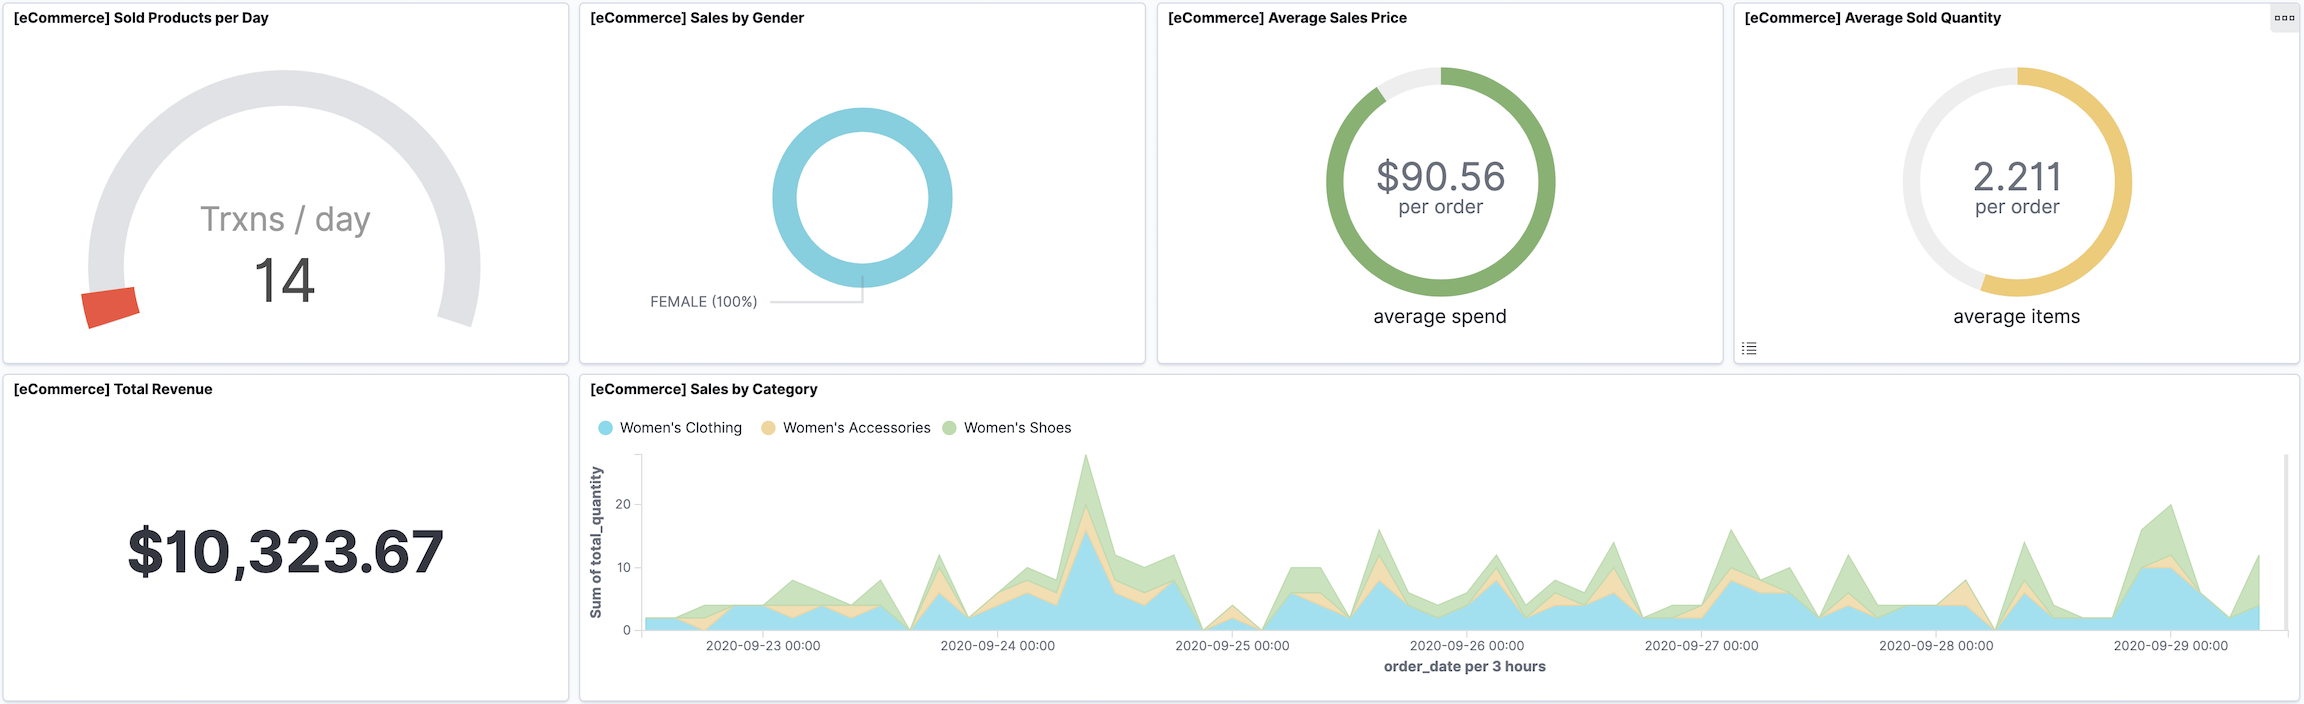 [eCommerce] Sold Products per Day
Trxns / day
14
[eCommerce] Sales by Gender
FEMALE (100%)
[eCommerce] Average Sales Price
$90.56
per order
average spend
[eCommerce] Average Sold Quantity
2.211
per order
average items
[eCommerce] Total Revenue
$10,323.67
[eCommerce] Sales by Category
Women's Clothing Women's Accessories Women's Shoes
Sum of total_quantity
20
10
0
2020-09-23 00:00 2020-09-24 00:00 2020-09-25 00:00 2020-09-26 00:00 2020-09-27 00:00 2020-09-28 00:00 2020-09-29 00:00
order_date per 3 hours